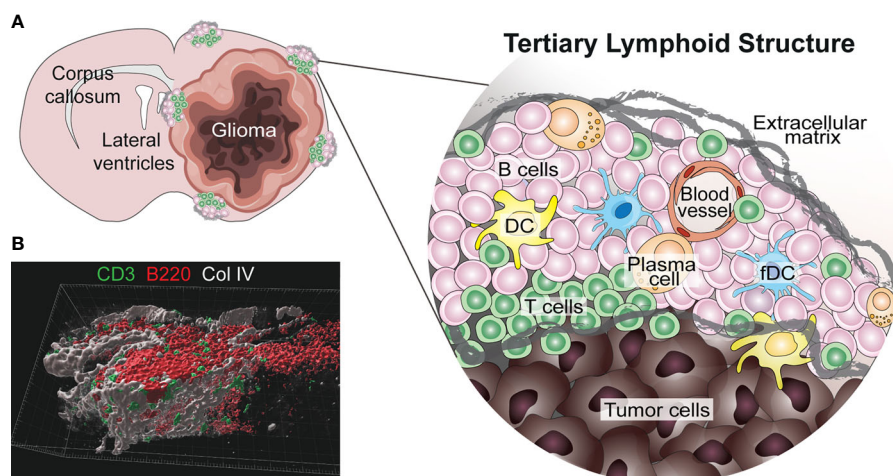 A
Corpus
callosum
Lateral
ventricles
Glioma
Tertiary Lymphoid Structure
Extracellular
matrix
B cells
Blood
vessel
DC
Plasma
cell
fDC
T cells
Tumor cells
B
CD3 B220 Col IV